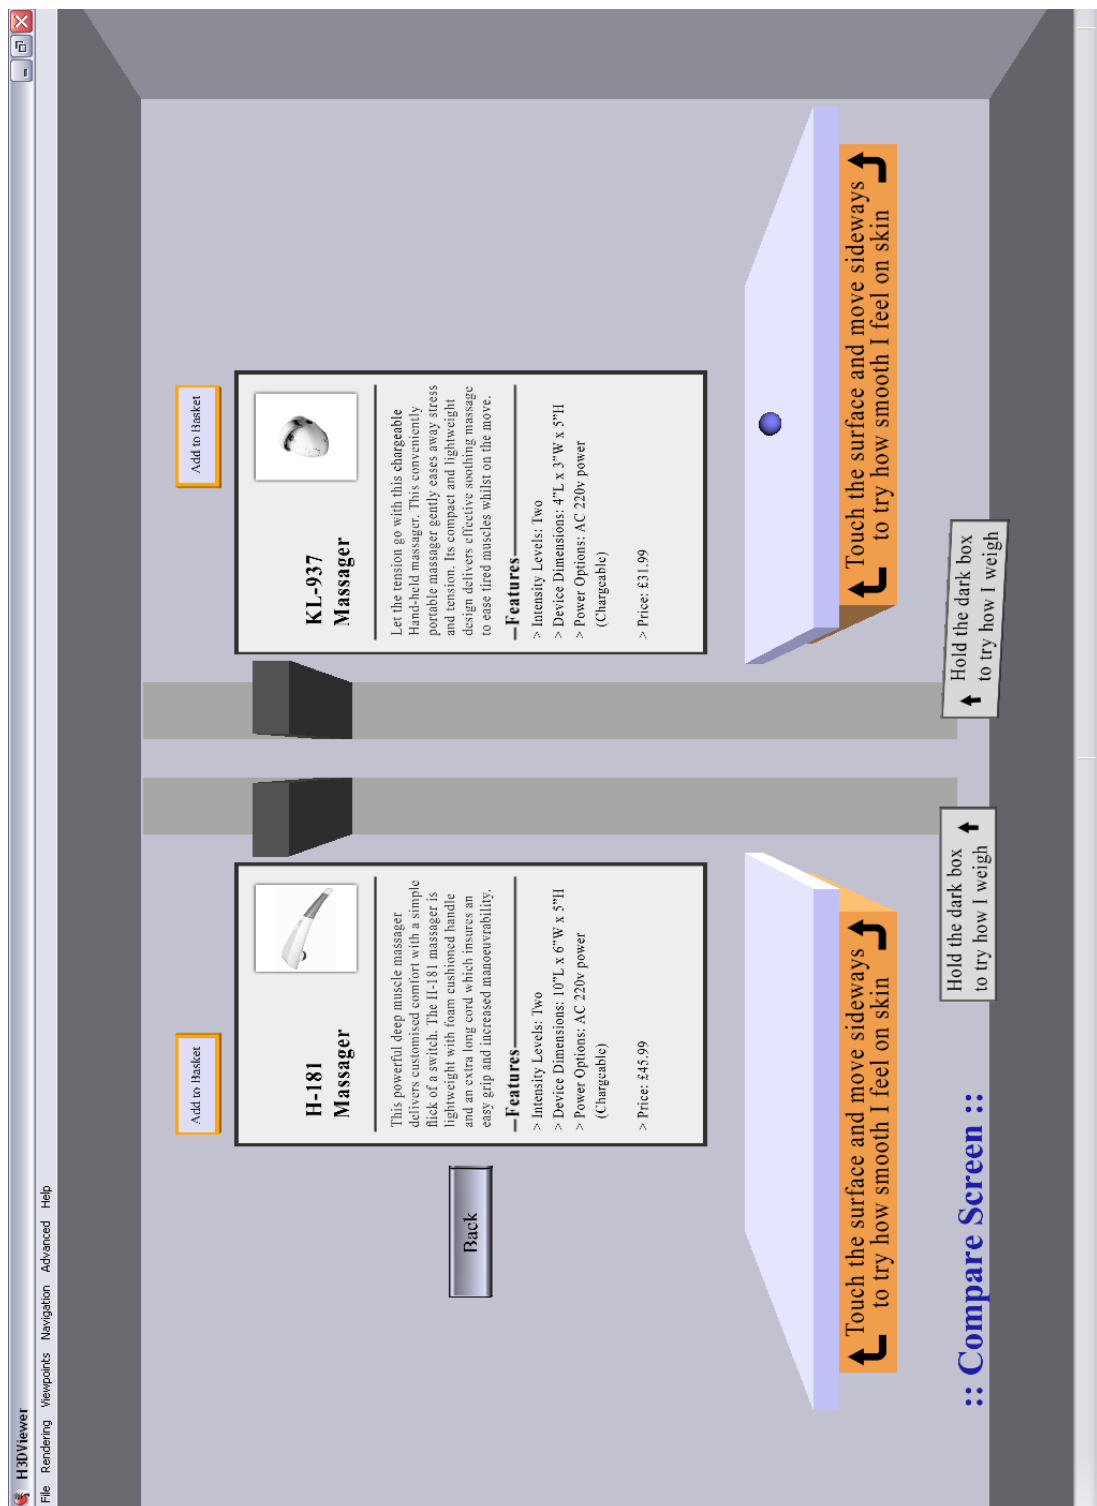 H3DViewer
File Rendering Viewpoints Navigation Advanced Help
Add to Basket
Add to Basket
Back
H-181
Massager
This powerful deep muscle massager
delivers customised comfort with a simple
flick of a switch. The H-181 massager is
lightweight with foam cushioned handle
and an extra long cord which insures an
easy grip and increased manoeuvrability.
Features
> Intensity Levels: Two
> Device Dimensions: 10"L x 6"W x 5"H
> Power Options: AC 220v power
(Chargeable)
> Price: £45.99
KL-937
Massager
Let the tension go with this chargeable
Hand-held massager. This conveniently
portable massager gently eases away stress
and tension. Its compact and lightweight
design delivers effective soothing massage
to ease tired muscles whilst on the move.
Features
> Intensity Levels: Two
> Device Dimensions: 4"L x 3"W x 5"H
> Power Options: AC 220v power
(Chargeable)
> Price: £31.99
Touch the surface and move sideways
to try how smooth I feel on skin
Touch the surface and move sideways
to try how smooth I feel on skin
:: Compare Screen ::
Hold the dark box
to try how I weigh
Hold the dark box
to try how I weigh